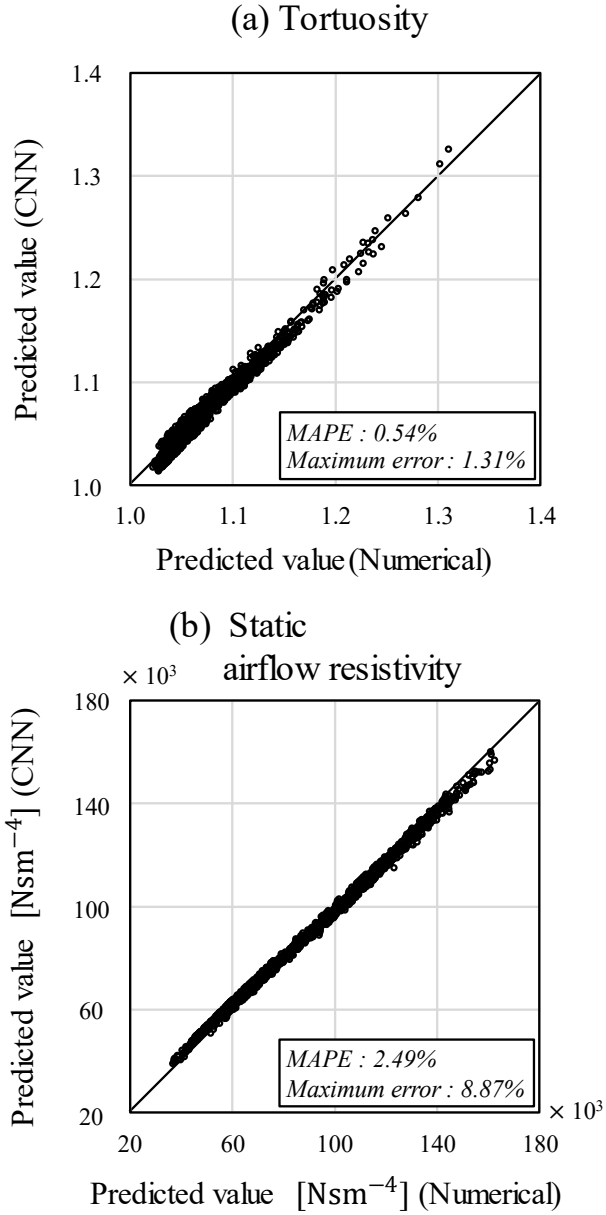 (a) Tortuosity
1.4
1.3
1.2
1.1
1.0
Predicted value (CNN)
MAPE : 0.54%
Maximum error : 1.31%
1.0 1.1 1.2 1.3 1.4
Predicted value (Numerical)
(b) Static
airflow resistivity
× 10³
180
140
100
60
20
Predicted value [Nsm⁻⁴] (CNN)
MAPE : 2.49%
Maximum error : 8.87%
× 10³
20 60 100 140 180
Predicted value [Nsm⁻⁴] (Numerical)